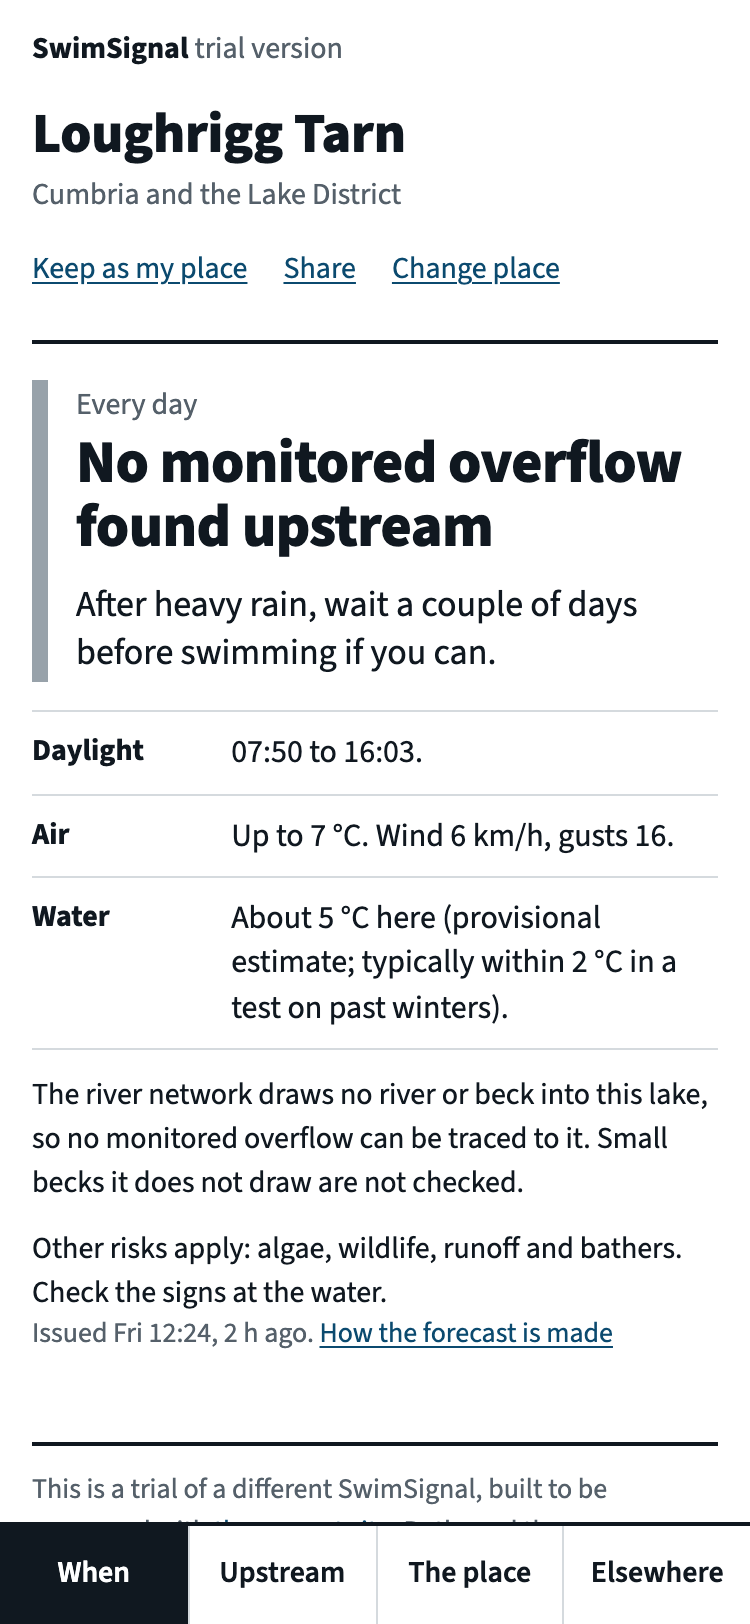 SwimSignal trial version
Loughrigg Tarn
Cumbria and the Lake District
Keep as my place Share Change place
Every day
No monitored overflow
found upstream
After heavy rain, wait a couple of days
before swimming if you can.
Daylight 07:50 to 16:03.
Air Up to 7 °C. Wind 6 km/h, gusts 16.
Water About 5 °C here (provisional
estimate; typically within 2 °C in a
test on past winters).
The river network draws no river or beck into this lake,
so no monitored overflow can be traced to it. Small
becks it does not draw are not checked.
Other risks apply: algae, wildlife, runoff and bathers.
Check the signs at the water.
Issued Fri 12:24, 2 h ago. How the forecast is made
This is a trial of a different SwimSignal, built to be
When Upstream The place Elsewhere